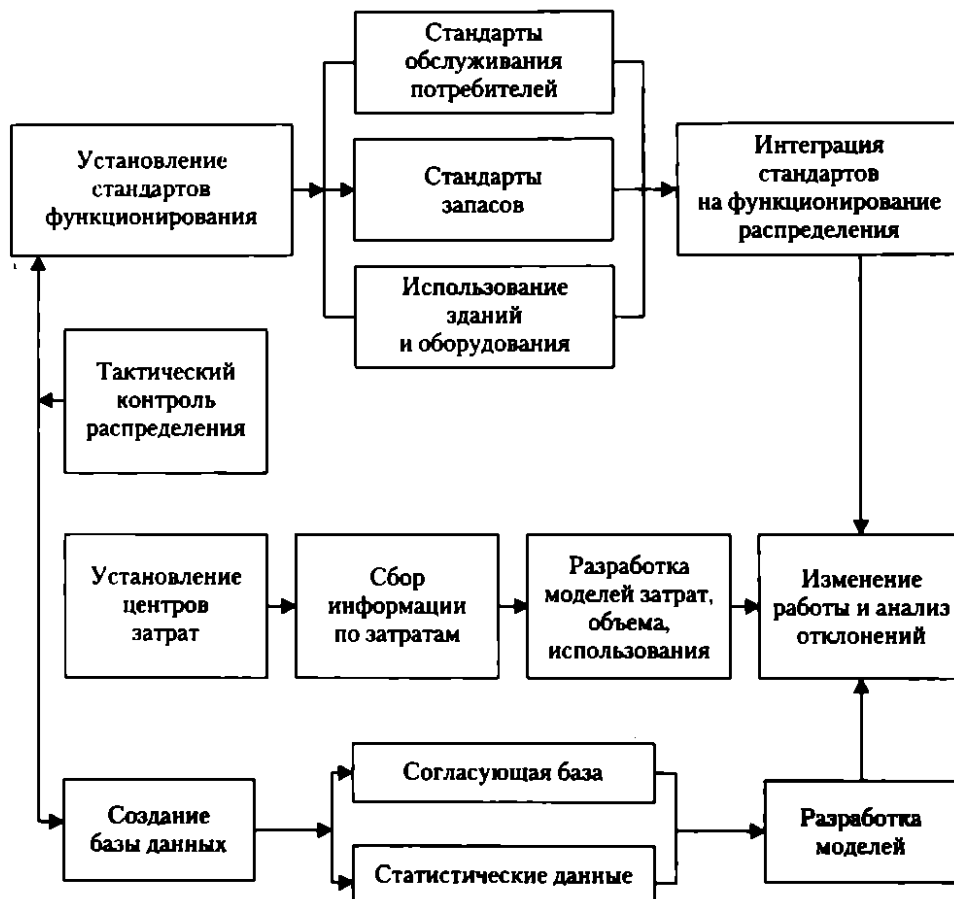 Стандарты
обслуживания
потребителей
Установление
стандартов
функционирования
Стандарты
запасов
Интеграция
стандартов
на функционирование
распределения
Использование
зданий
и оборудования
Тактический
контроль
распределения
Установление
центров
затрат
Сбор
информации
по затратам
Разработка
моделей затрат,
объема,
использования
Изменение
работы и анализ
отклонений
Создание
базы данных
Согласующая база
Статистические данные
Разработка
моделей